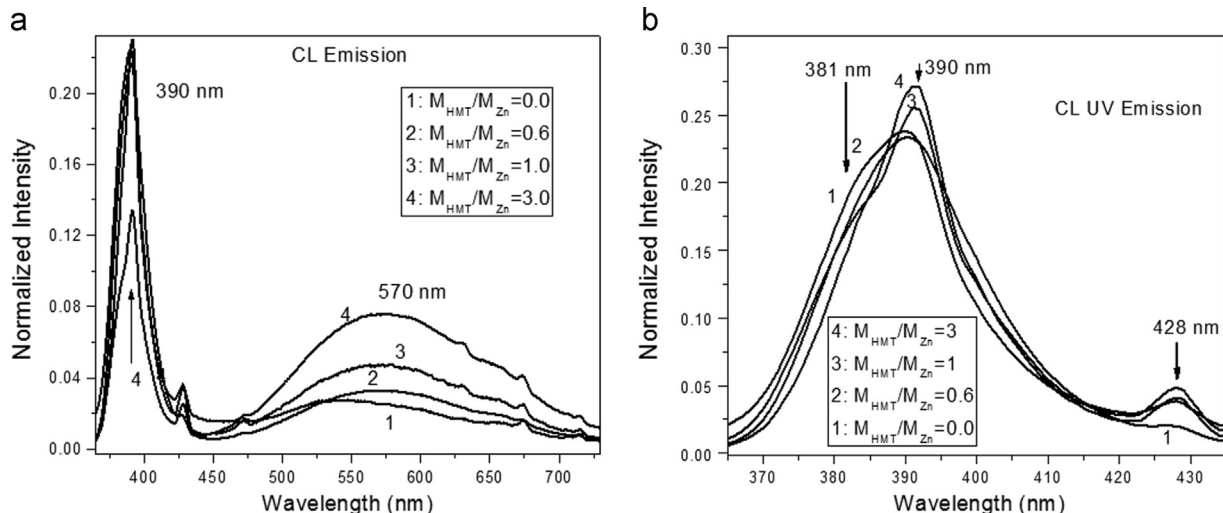 a
CL Emission
390 nm
1: M_HMT/M_Zn=0.0
2: M_HMT/M_Zn=0.6
3: M_HMT/M_Zn=1.0
4: M_HMT/M_Zn=3.0
570 nm
4
3
2
1
4
0.20
0.16
0.12
0.08
0.04
0.00
Normalized Intensity
400 450 500 550 600 650 700
Wavelength (nm)
b
381 nm
4
390 nm
3
2
1
CL UV Emission
4: M_HMT/M_Zn=3
3: M_HMT/M_Zn=1
2: M_HMT/M_Zn=0.6
1: M_HMT/M_Zn=0.0
428 nm
1
0.30
0.25
0.20
0.15
0.10
0.05
0.00
Normalized Intensity
370 380 390 400 410 420 430
Wavelength (nm)